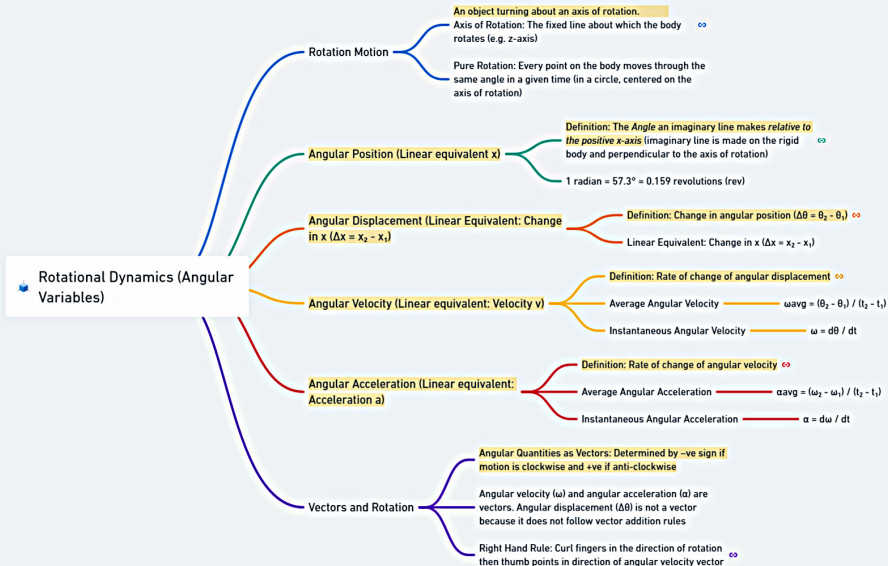 Rotational Dynamics (Angular
Variables)
Rotation Motion
An object turning about an axis of rotation.
Axis of Rotation: The fixed line about which the body
rotates (e.g. z-axis)
Pure Rotation: Every point on the body moves through the
same angle in a given time (in a circle, centered on the
axis of rotation)
Angular Position (Linear equivalent x)
Definition: The Angle an imaginary line makes relative to
the positive x-axis (imaginary line is made on the rigid
body and perpendicular to the axis of rotation)
1 radian = 57.3° = 0.159 revolutions (rev)
Angular Displacement (Linear Equivalent: Change
in x (Δx = x₂ - x₁)
Definition: Change in angular position (Δθ = θ₂ - θ₁)
Linear Equivalent: Change in x (Δx = x₂ - x₁)
Angular Velocity (Linear equivalent: Velocity v)
Definition: Rate of change of angular displacement
Average Angular Velocity
ωavg = (θ₂ - θ₁) / (t₂ - t₁)
Instantaneous Angular Velocity
ω = dθ / dt
Angular Acceleration (Linear equivalent:
Acceleration a)
Definition: Rate of change of angular velocity
Average Angular Acceleration
αavg = (ω₂ - ω₁) / (t₂ - t₁)
Instantaneous Angular Acceleration
α = dω / dt
Vectors and Rotation
Angular Quantities as Vectors: Determined by –ve sign if
motion is clockwise and +ve if anti-clockwise
Angular velocity (ω) and angular acceleration (α) are
vectors. Angular displacement (Δθ) is not a vector
because it does not follow vector addition rules
Right Hand Rule: Curl fingers in the direction of rotation
then thumb points in direction of angular velocity vector